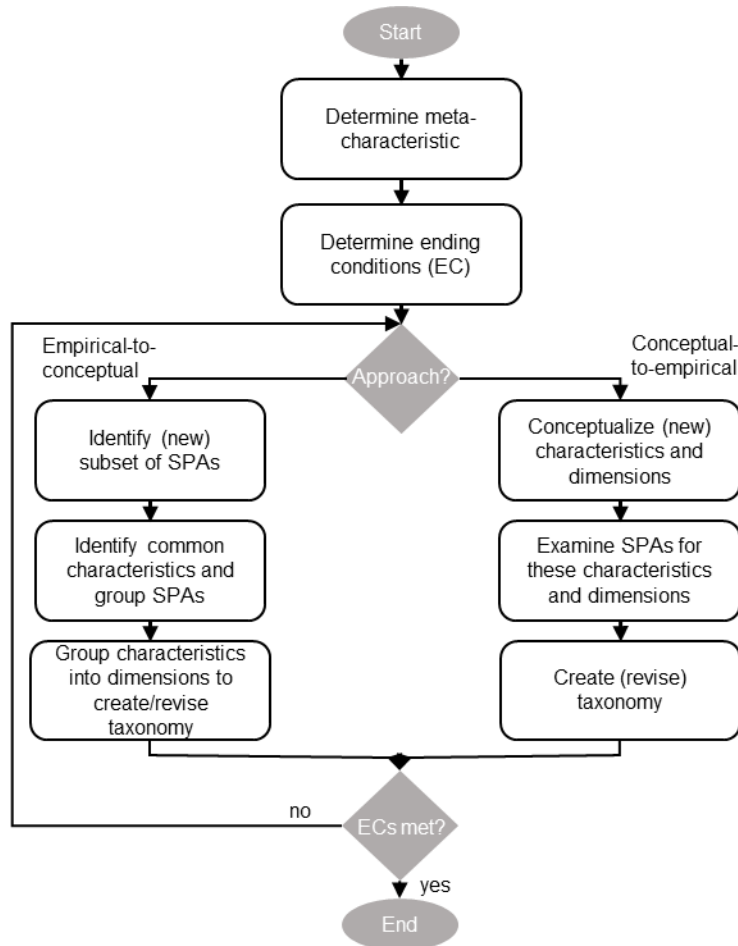 Start
Determine meta-
characteristic
Determine ending
conditions (EC)
Approach?
Empirical-to-
conceptual
Identify (new)
subset of SPAs
Identify common
characteristics and
group SPAs
Group characteristics
into dimensions to
create/revise
taxonomy
Conceptual-
to-empirical
Conceptualize (new)
characteristics and
dimensions
Examine SPAs for
these characteristics
and dimensions
Create (revise)
taxonomy
ECs met?
no
yes
End